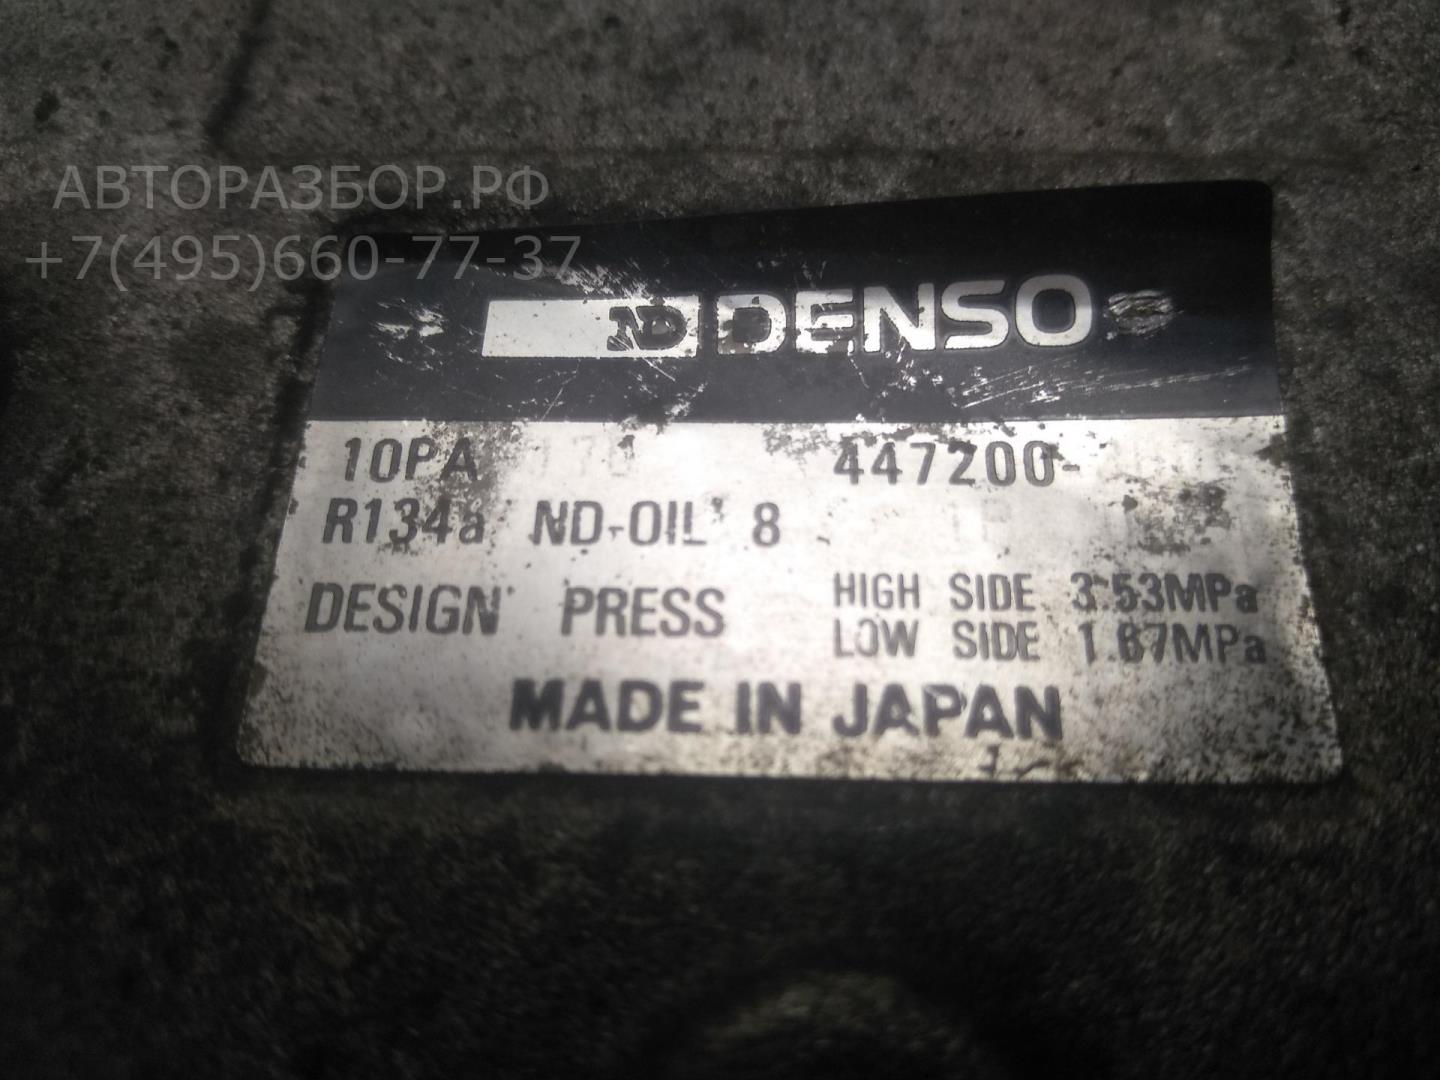 АВТОРАЗБОР.РФ
+7(495)660-77-37
ND DENSO
10PA 447200-
R134a ND-OIL 8
DESIGN PRESS HIGH SIDE 3.53MPa
LOW SIDE 1.67MPa
MADE IN JAPAN